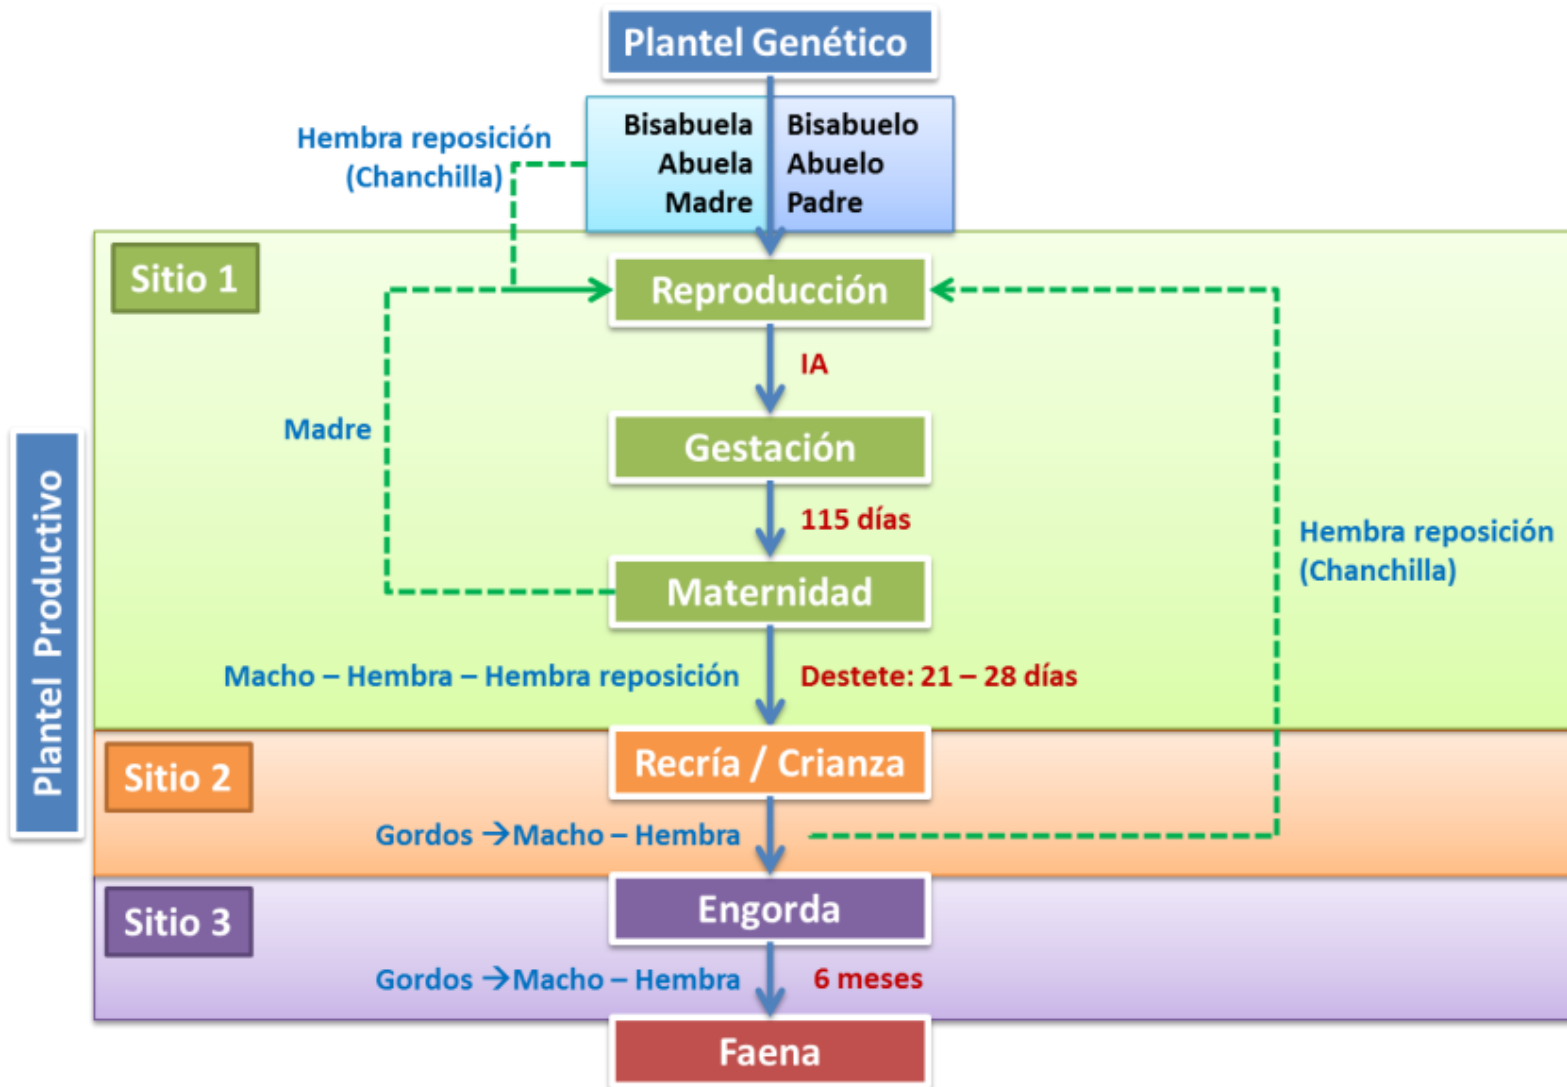 Plantel Genético
Hembra reposición
(Chanchilla)
Bisabuela
Abuela
Madre
Bisabuelo
Abuelo
Padre
Sitio 1
Reproducción
IA
Gestación
Madre
115 días
Hembra reposición
(Chanchilla)
Maternidad
Plantel Productivo
Macho – Hembra – Hembra reposición
Destete: 21 – 28 días
Sitio 2
Recría / Crianza
Gordos →Macho – Hembra
Sitio 3
Engorda
Gordos →Macho – Hembra
6 meses
Faena